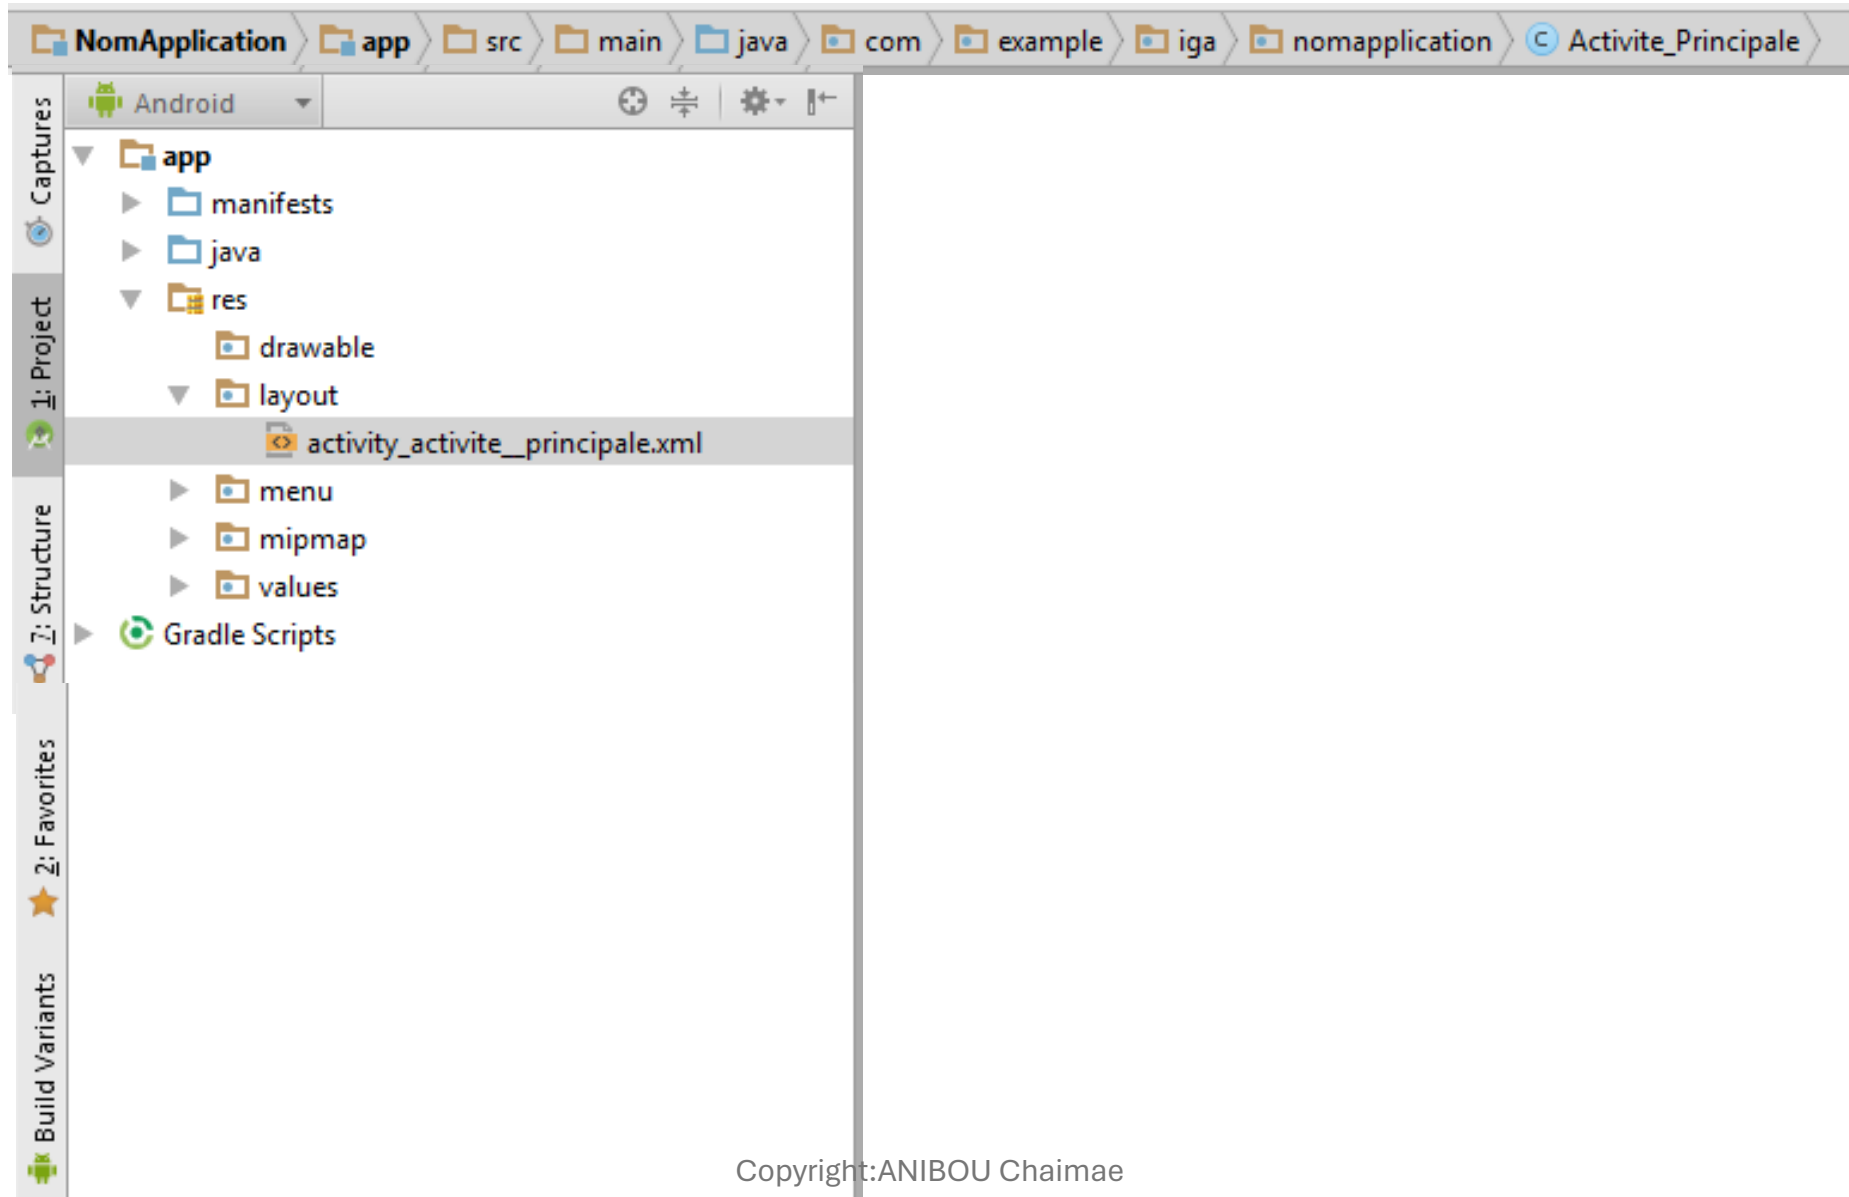 NomApplication app src main java com example iga nomapplication Activite_Principale
Captures
1: Project
7: Structure
2: Favorites
Build Variants
Android
app
manifests
java
res
drawable
layout
activity_activite__principale.xml
menu
mipmap
values
Gradle Scripts
Copyright:ANIBOU Chaimae